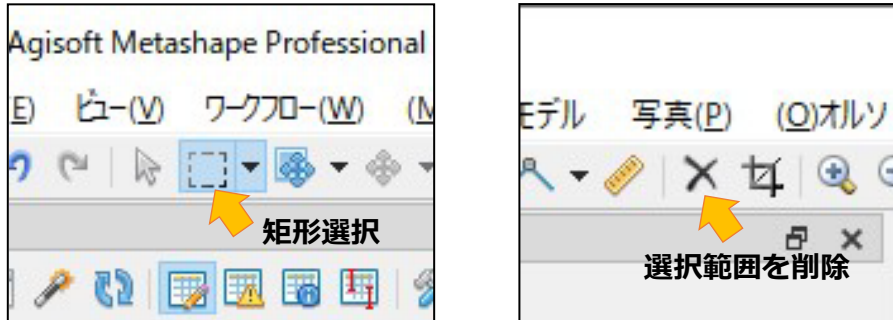 Agisoft Metashape Professional
E) ビュー(V) ワークフロー(W) (M
矩形選択
モデル 写真(P) (O)オルソ
選択範囲を削除